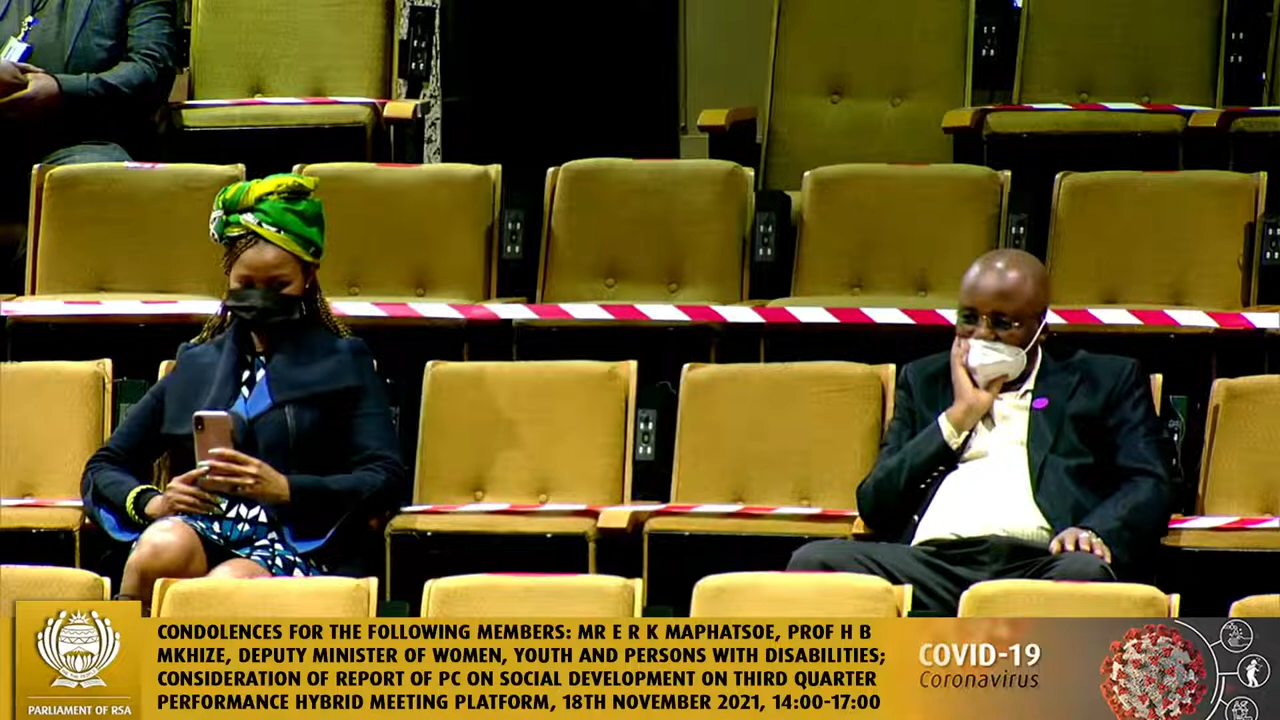 CONDOLENCES FOR THE FOLLOWING MEMBERS: MR E R K MAPHATSOE, PROF H B
MKHIZE, DEPUTY MINISTER OF WOMEN, YOUTH AND PERSONS WITH DISABILITIES;
CONSIDERATION OF REPORT OF PC ON SOCIAL DEVELOPMENT ON THIRD QUARTER
PERFORMANCE HYBRID MEETING PLATFORM, 18TH NOVEMBER 2021, 14:00-17:00
PARLIAMENT OF RSA
COVID-19
Coronavirus